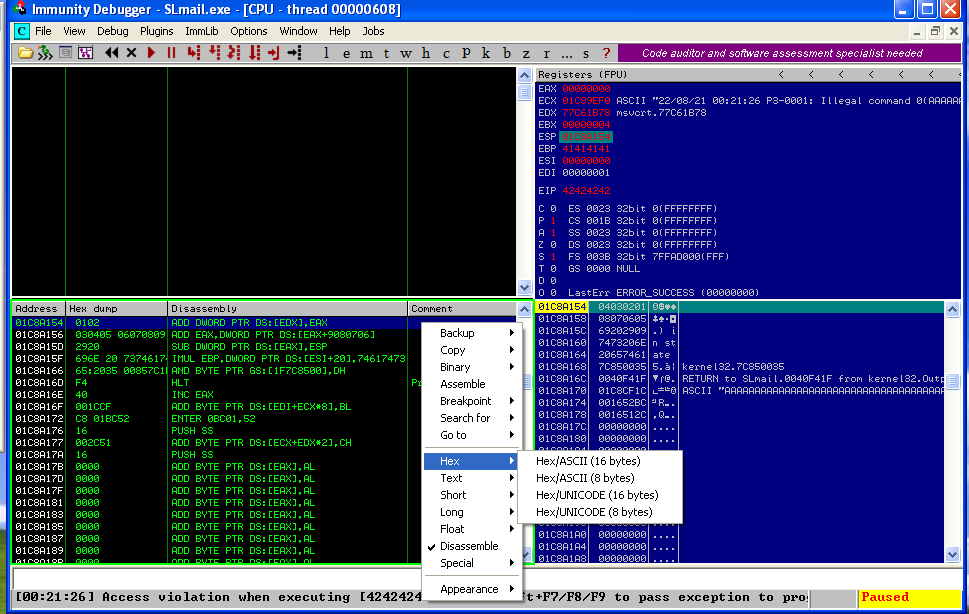 Immunity Debugger - SLmail.exe - [CPU - thread 00000608]
C File View Debug Plugins ImmLib Options Window Help Jobs
l e m t w h c P k b z r ... s ? Code auditor and software assessment specialist needed
Registers (FPU) < < < < < <
EAX 00000000
ECX 01C89EF0 ASCII "22/08/21 00:21:26 P3-0001: Illegal command 0(AAAAAA
EDX 77C61B78 msvcrt.77C61B78
EBX 00000004
ESP
EBP 41414141
ESI 00000000
EDI 00000001
EIP 42424242
C 0 ES 0023 32bit 0(FFFFFFFF)
P 1 CS 001B 32bit 0(FFFFFFFF)
A 1 SS 0023 32bit 0(FFFFFFFF)
Z 0 DS 0023 32bit 0(FFFFFFFF)
S 1 FS 003B 32bit 7FFAD000(FFF)
T 0 GS 0000 NULL
D 0
O 0 LastErr ERROR_SUCCESS (00000000)
Address Hex dump Disassembly Comment
01C8A154 0102 ADD DWORD PTR DS:[EDX],EAX
01C8A156 030405 06070809 ADD EAX,DWORD PTR DS:[EAX+9080706]
01C8A15D 2920 SUB DWORD PTR DS:[EAX],ESP
01C8A15F 696E 20 7374617 IMUL EBP,DWORD PTR DS:[ESI+20],74617473
01C8A166 65:2035 00857C1 AND BYTE PTR GS:[1F7C8500],DH
01C8A16D F4 HLT
01C8A16E 40 INC EAX
01C8A16F 001CCF ADD BYTE PTR DS:[EDI+ECX*8],BL
01C8A172 C8 01BC52 ENTER 0BC01,52
01C8A176 16 PUSH SS
01C8A177 002C51 ADD BYTE PTR DS:[ECX+EDX*2],CH
01C8A17A 16 PUSH SS
01C8A17B 0000 ADD BYTE PTR DS:[EAX],AL
01C8A17D 0000 ADD BYTE PTR DS:[EAX],AL
01C8A17F 0000 ADD BYTE PTR DS:[EAX],AL
01C8A181 0000 ADD BYTE PTR DS:[EAX],AL
01C8A183 0000 ADD BYTE PTR DS:[EAX],AL
01C8A185 0000 ADD BYTE PTR DS:[EAX],AL
01C8A187 0000 ADD BYTE PTR DS:[EAX],AL
01C8A189 0000 ADD BYTE PTR DS:[EAX],AL
01C8A18B 0000 ADD BYTE PTR DS:[EAX],AL
Backup
Copy
Binary
Assemble
Breakpoint
Search for
Go to
Hex
Text
Short
Long
Float
Disassemble
Special
Appearance
Hex/ASCII (16 bytes)
Hex/ASCII (8 bytes)
Hex/UNICODE (16 bytes)
Hex/UNICODE (8 bytes)
01C8A154 04030201
01C8A158 08070605
01C8A15C 69202909 .) i
01C8A160 7473206E n st
01C8A164 20657461 ate
01C8A168 7C850035 5.à| kernel32.7C850035
01C8A16C 0040F41F RETURN to SLmail.0040F41F from kernel32.Outp
01C8A170 01C8CF1C ASCII "AAAAAAAAAAAAAAAAAAAAAAAAAAAAAAAA
01C8A174 001652BC
01C8A178 0016512C ,Q..
01C8A17C 00000000 ....
01C8A180 00000000 ....
01C8A1A0 00000000 ....
01C8A1A4 00000000 ....
01C8A1A8 00000000 ....
[00:21:26] Access violation when executing [4242424 ft+F7/F8/F9 to pass exception to pro
Paused